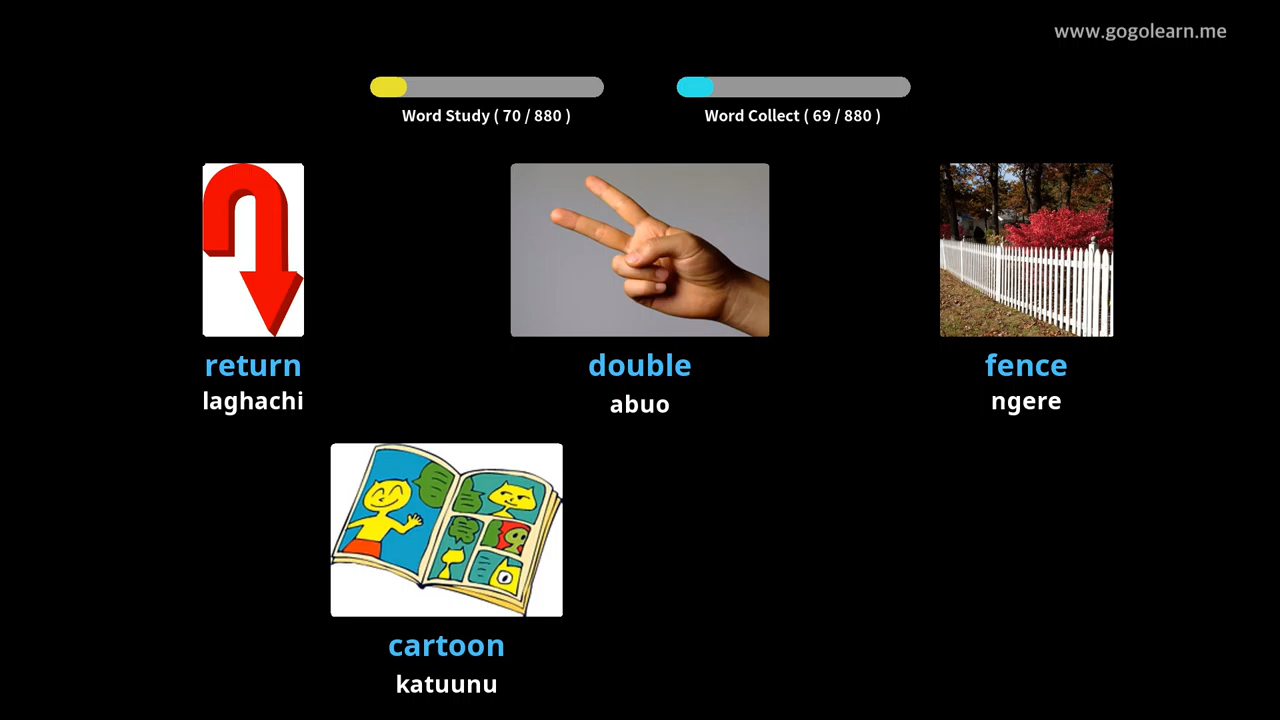 www.gogolearn.me
Word Study ( 70 / 880 )
Word Collect ( 69 / 880 )
return
laghachi
double
abuo
fence
ngere
cartoon
katuunu